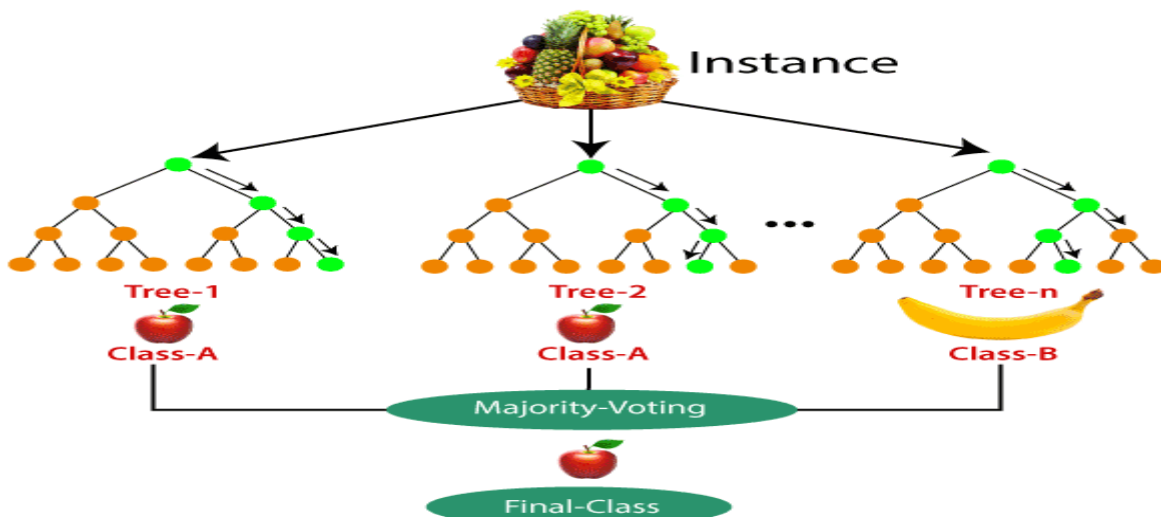 Instance
Tree-1
Tree-2
Tree-n
Class-A
Class-A
Class-B
Majority-Voting
Final-Class